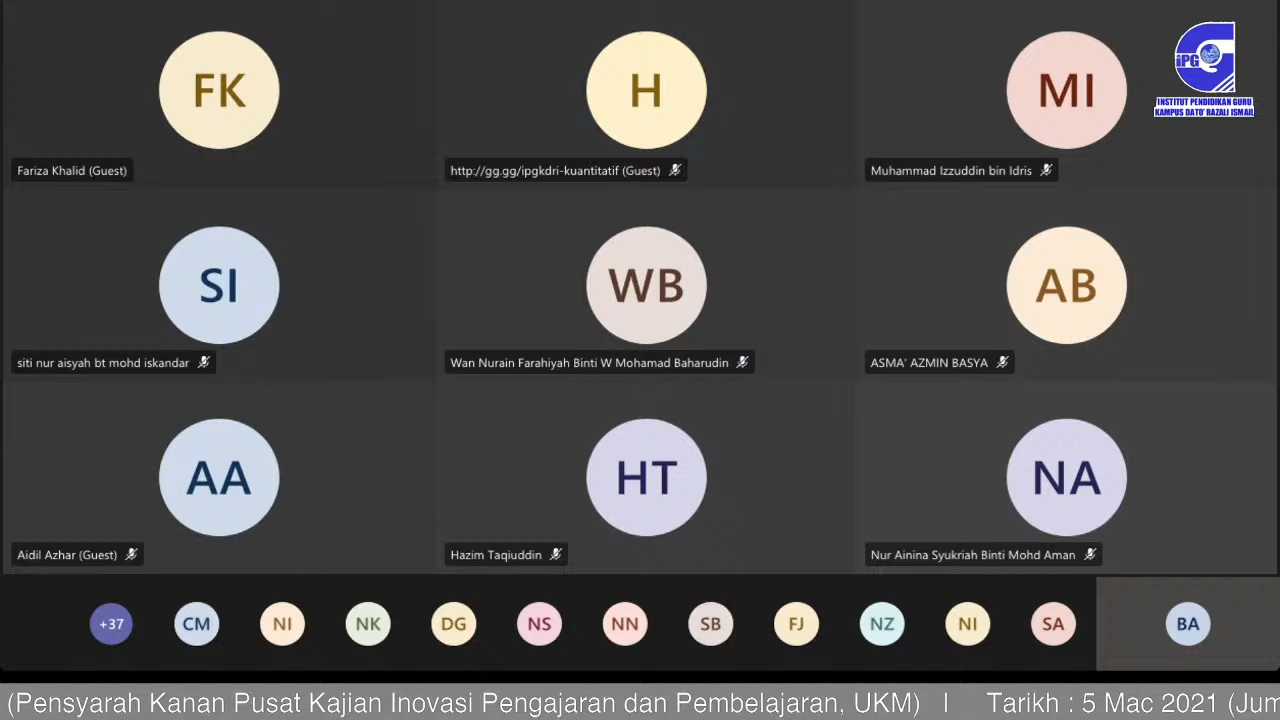 FK
H
MI
iPG
INSTITUT PENDIDIKAN GURU
KAMPUS DATO' RAZALI ISMAIL
Fariza Khalid (Guest)
http://gg.gg/ipgkdri-kuantitatif (Guest)
Muhammad Izzuddin bin Idris
SI
WB
AB
siti nur aisyah bt mohd iskandar
Wan Nurain Farahiyah Binti W Mohamad Baharudin
ASMA' AZMIN BASYA
AA
HT
NA
Aidil Azhar (Guest)
Hazim Taqiuddin
Nur Ainina Syukriah Binti Mohd Aman
+37
CM
NI
NK
DG
NS
NN
SB
FJ
NZ
NI
SA
BA
(Pensyarah Kanan Pusat Kajian Inovasi Pengajaran dan Pembelajaran, UKM) I Tarikh : 5 Mac 2021 (Jum